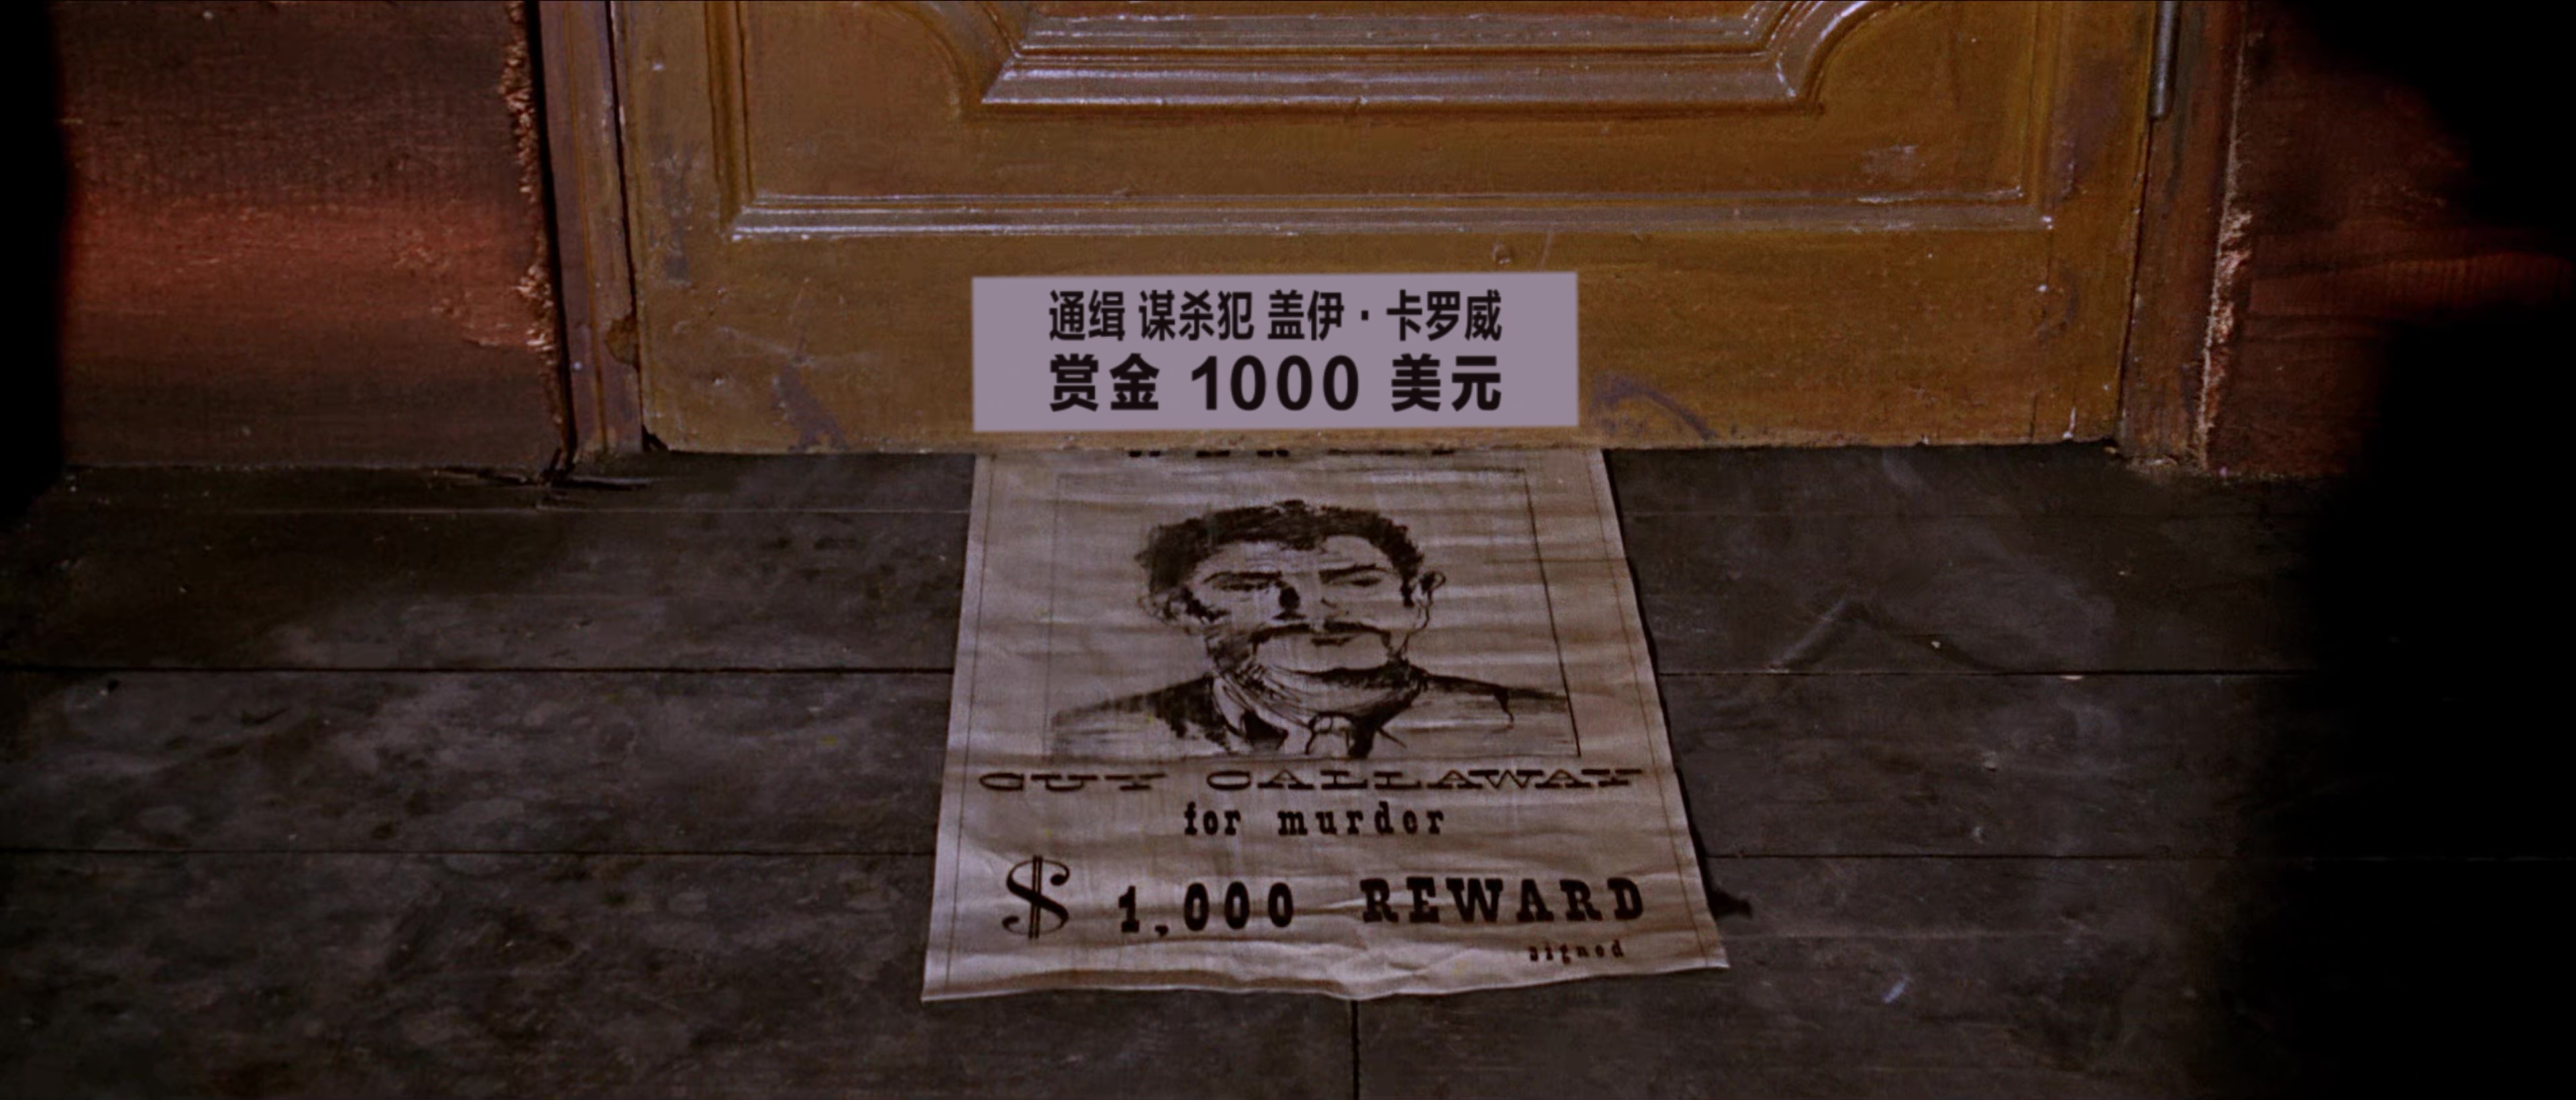 通缉 谋杀犯 盖伊·卡罗威
赏金 1000 美元
GUY CALLAWAY
for murder
$ 1,000 REWARD
signed